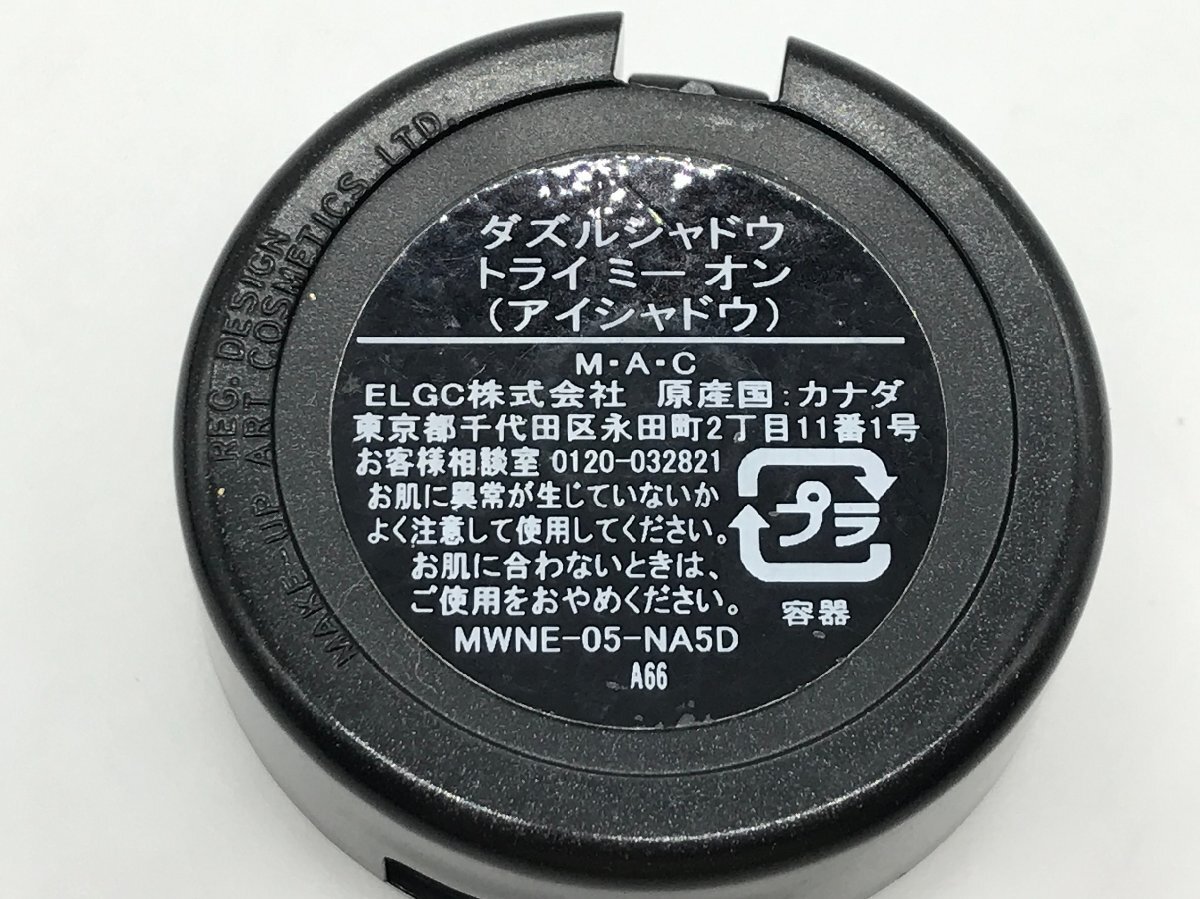 ダズルシャドウ
トライ ミー オン
（アイシャドウ）
M・A・C
ELGC株式会社 原産国：カナダ
東京都千代田区永田町2丁目11番1号
お客様相談室 0120-032821
お肌に異常が生じていないか
よく注意して使用してください。
お肌に合わないときは、
ご使用をおやめください。
プラ
容器
MWNE-05-NA5D
A66
REG. DESIGN
MAKE-UP ART COSMETICS LTD.